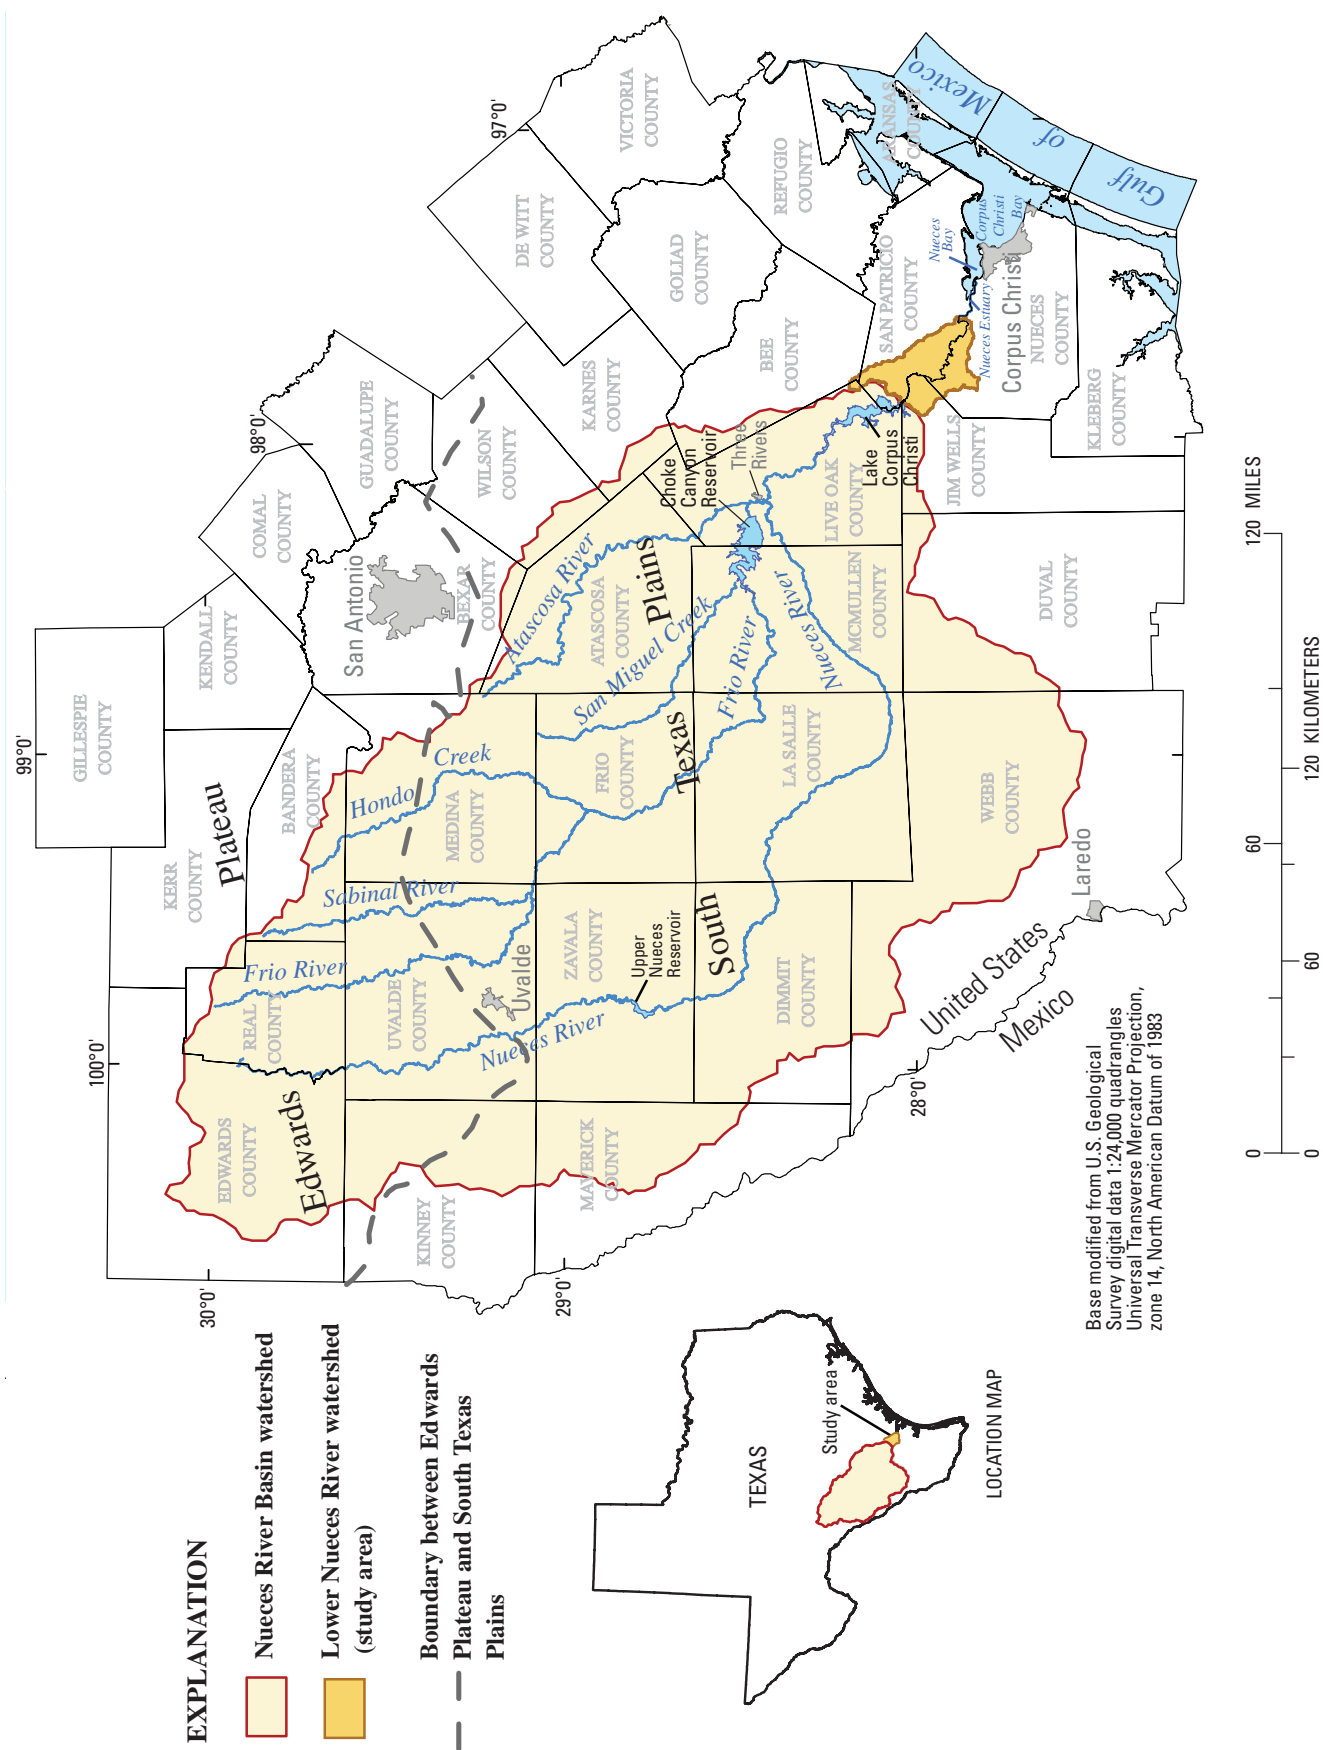 EXPLANATION
Nueces River Basin watershed
Lower Nueces River watershed
(study area)
Boundary between Edwards
Plateau and South Texas
Plains
30°0'
29°0'
28°0'
100°0'
99°0'
98°0'
97°0'
GILLESPIE
COUNTY
KERR
COUNTY
KENDALL
COUNTY
COMAL
COUNTY
GUADALUPE
COUNTY
BANDERA
COUNTY
BEXAR
COUNTY
WILSON
COUNTY
KARNES
COUNTY
DE WITT
COUNTY
VICTORIA
COUNTY
GOLIAD
COUNTY
REFUGIO
COUNTY
BEE
COUNTY
ARANSAS
COUNTY
SAN PATRICIO
COUNTY
NUECES
COUNTY
KLEBERG
COUNTY
JIM WELLS
COUNTY
LIVE OAK
COUNTY
DUVAL
COUNTY
MCMULLEN
COUNTY
ATASCOSA
COUNTY
FRIO
COUNTY
LA SALLE
COUNTY
WEBB
COUNTY
MEDINA
COUNTY
ZAVALA
COUNTY
DIMMIT
COUNTY
UVALDE
COUNTY
REAL
COUNTY
EDWARDS
COUNTY
KINNEY
COUNTY
MAVERICK
COUNTY
Edwards
Plateau
South
Texas
Plains
San Antonio
Uvalde
Laredo
Corpus Christi
Three
Rivers
Hondo
Creek
Sabinal River
Frio River
Nueces River
Atascosa River
San Miguel Creek
Frio River
Nueces River
Upper
Nueces
Reservoir
Choke
Canyon
Reservoir
Lake
Corpus
Christi
Nueces
Bay
Corpus
Christi
Bay
Nueces Estuary
Gulf
of
Mexico
United States
Mexico
Base modified from U.S. Geological
Survey digital data 1:24,000 quadrangles
Universal Transverse Mercator Projection,
zone 14, North American Datum of 1983
0
60
120 MILES
0
60
120 KILOMETERS
TEXAS
Study area
LOCATION MAP